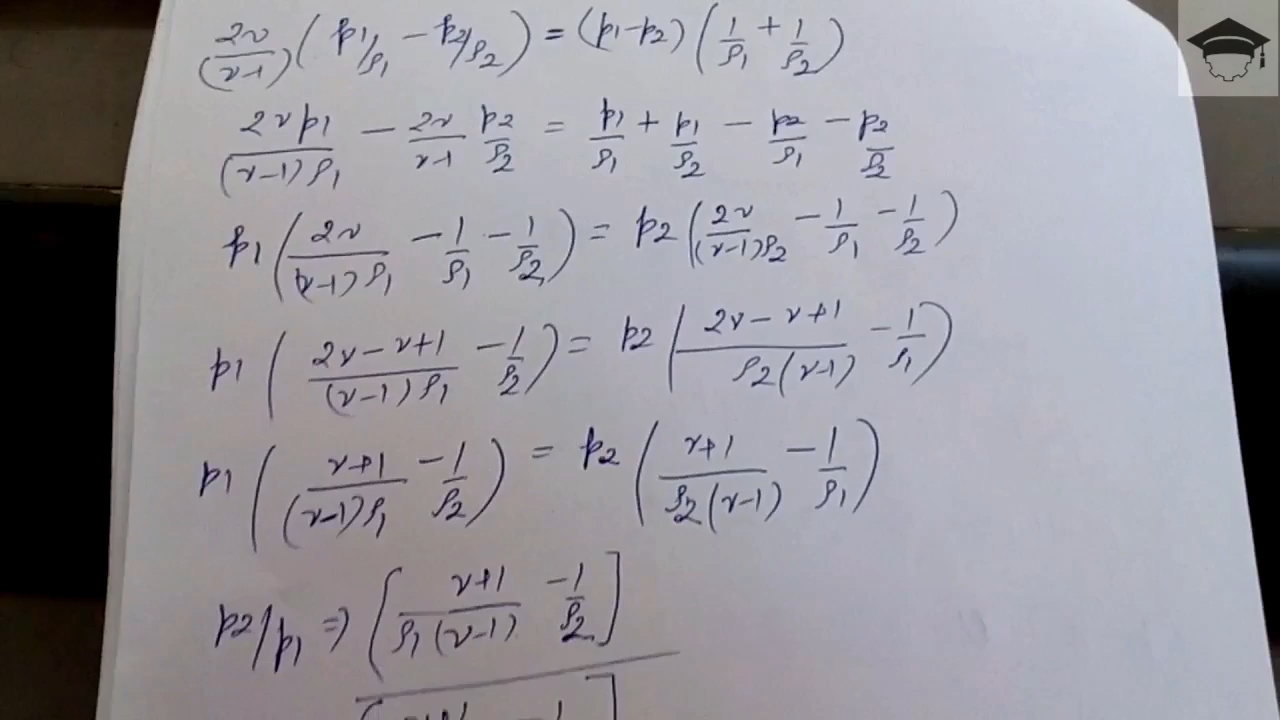 2γ/(γ-1) (p1/ρ1 - p2/ρ2) = (p1-p2) (1/ρ1 + 1/ρ2)
2γp1/(γ-1)ρ1 - 2γ/γ-1 p2/ρ2 = p1/ρ1 + p1/ρ2 - p2/ρ1 - p2/ρ2
p1 (2γ/(γ-1)ρ1 - 1/ρ1 - 1/ρ2) = p2 (2γ/(γ-1)ρ2 - 1/ρ1 - 1/ρ2)
p1 (2γ-γ+1/(γ-1)ρ1 - 1/ρ2) = p2 (2γ-γ+1/ρ2(γ-1) - 1/ρ1)
p1 (γ+1/(γ-1)ρ1 - 1/ρ2) = p2 (γ+1/ρ2(γ-1) - 1/ρ1)
p2/p1 ⇒ [γ+1/ρ1(γ-1) - 1/ρ2]